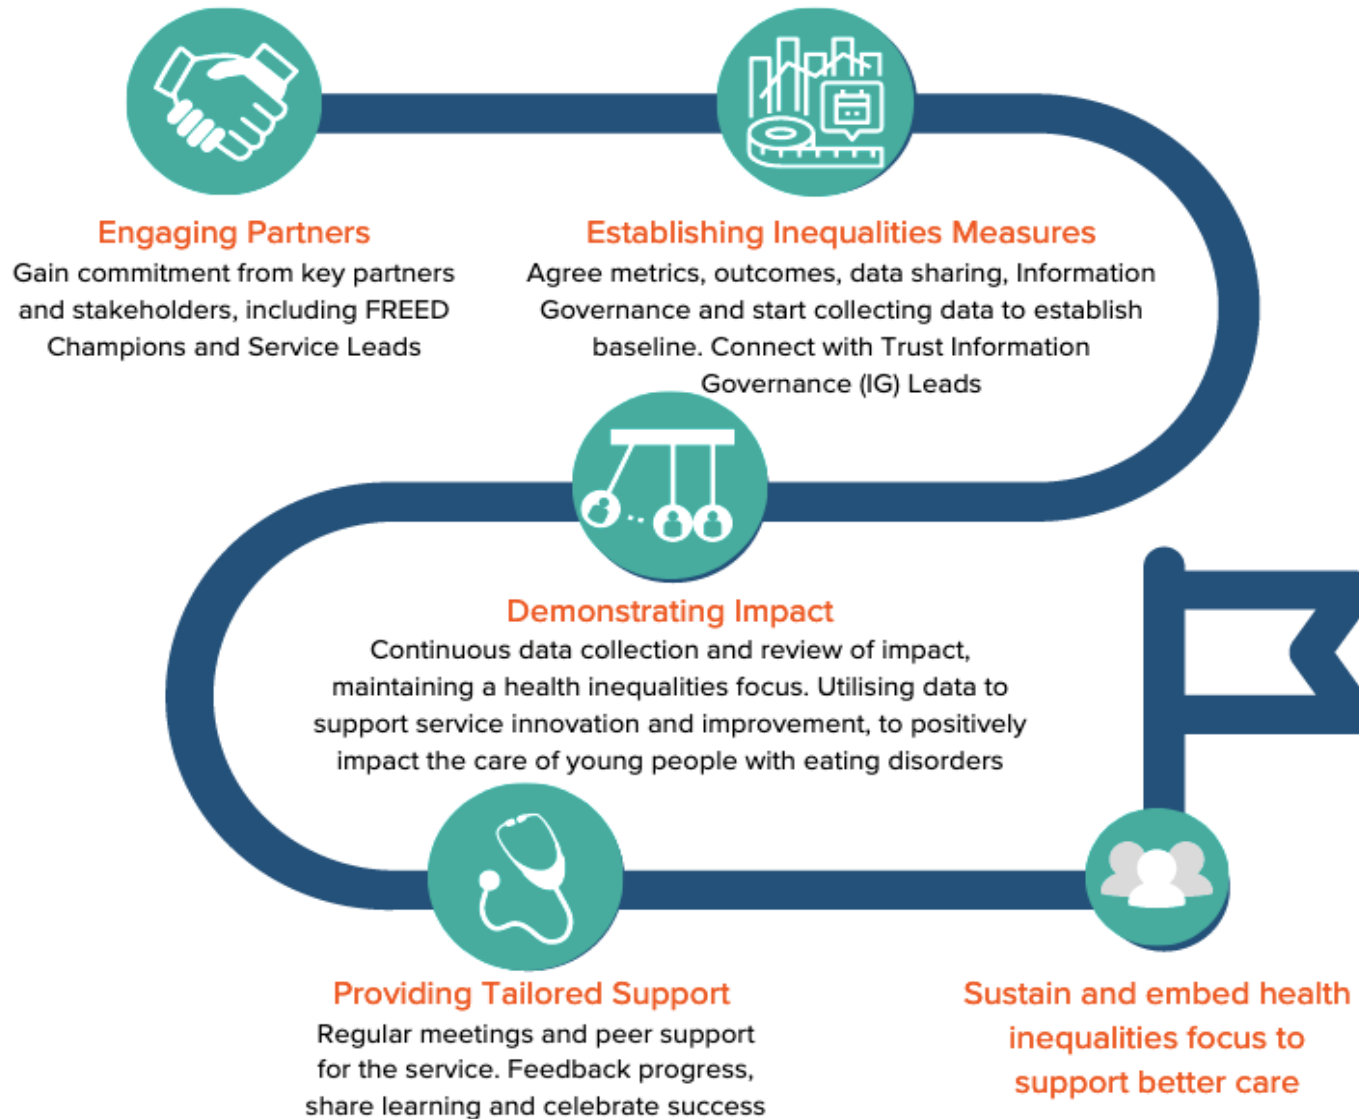 Engaging Partners
Gain commitment from key partners
and stakeholders, including FREED
Champions and Service Leads
Establishing Inequalities Measures
Agree metrics, outcomes, data sharing, Information
Governance and start collecting data to establish
baseline. Connect with Trust Information
Governance (IG) Leads
Demonstrating Impact
Continuous data collection and review of impact,
maintaining a health inequalities focus. Utilising data to
support service innovation and improvement, to positively
impact the care of young people with eating disorders
Providing Tailored Support
Regular meetings and peer support
for the service. Feedback progress,
share learning and celebrate success
Sustain and embed health
inequalities focus to
support better care